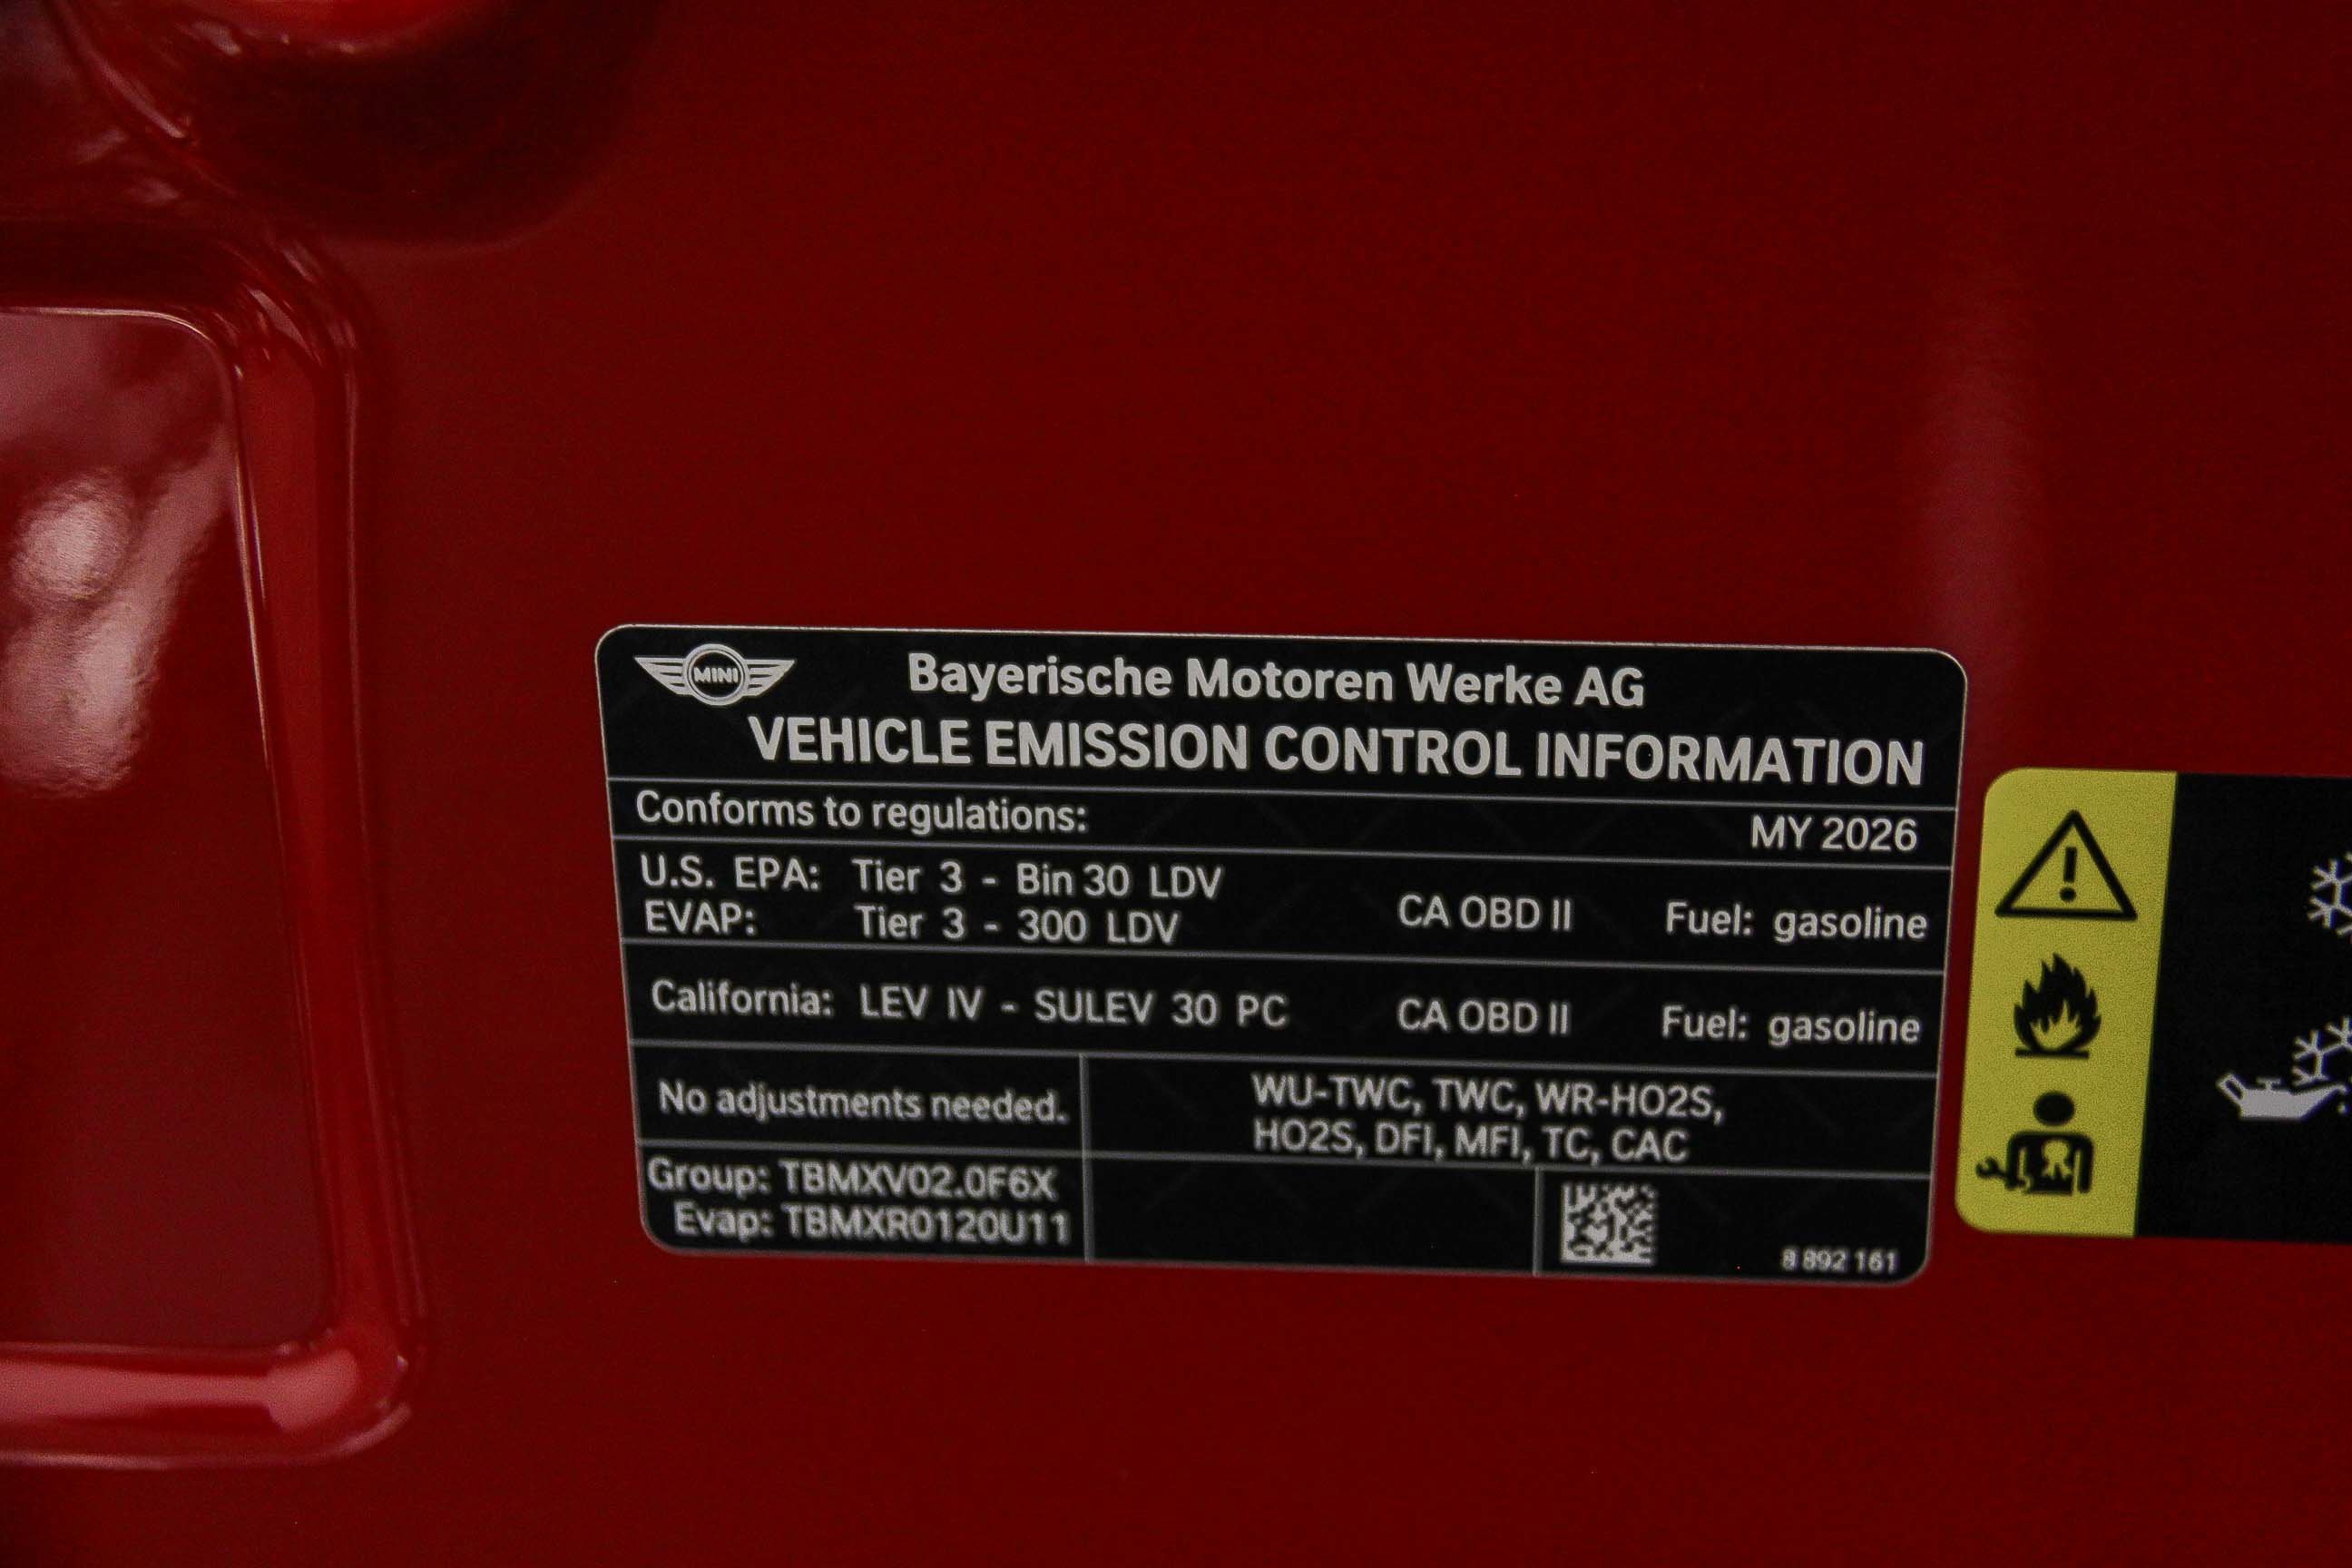 MINI
Bayerische Motoren Werke AG
VEHICLE EMISSION CONTROL INFORMATION
Conforms to regulations: MY 2026
U.S. EPA: Tier 3 - Bin 30 LDV
EVAP: Tier 3 - 300 LDV
CA OBD II Fuel: gasoline
California: LEV IV - SULEV 30 PC CA OBD II Fuel: gasoline
No adjustments needed.
WU-TWC, TWC, WR-HO2S,
HO2S, DFI, MFI, TC, CAC
Group: TBMXV02.0F6X
Evap: TBMXR0120U11
8 892 161